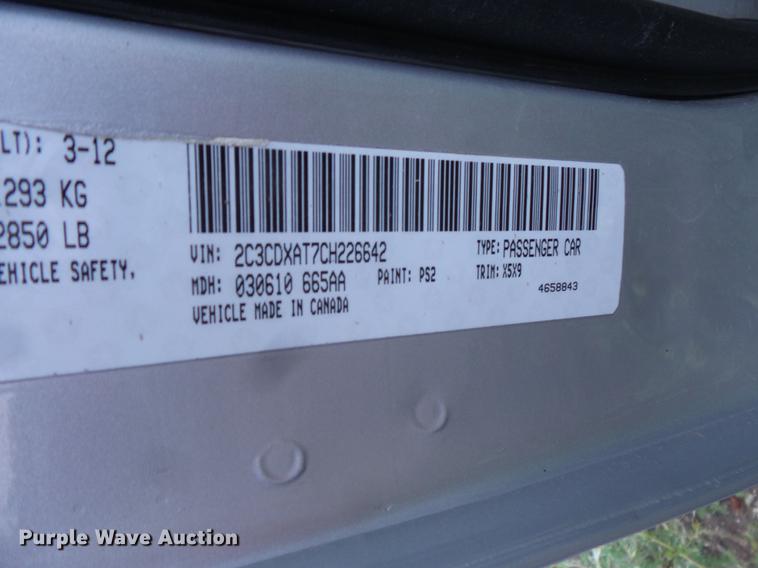 LT): 3-12
293 KG
2850 LB
EHICLE SAFETY,
VIN: 2C3CDXAT7CH226642
TYPE: PASSENGER CAR
MDH: 030610 665AA
PAINT: PS2
TRIM: X5X9
VEHICLE MADE IN CANADA
4658843
Purple Wave Auction